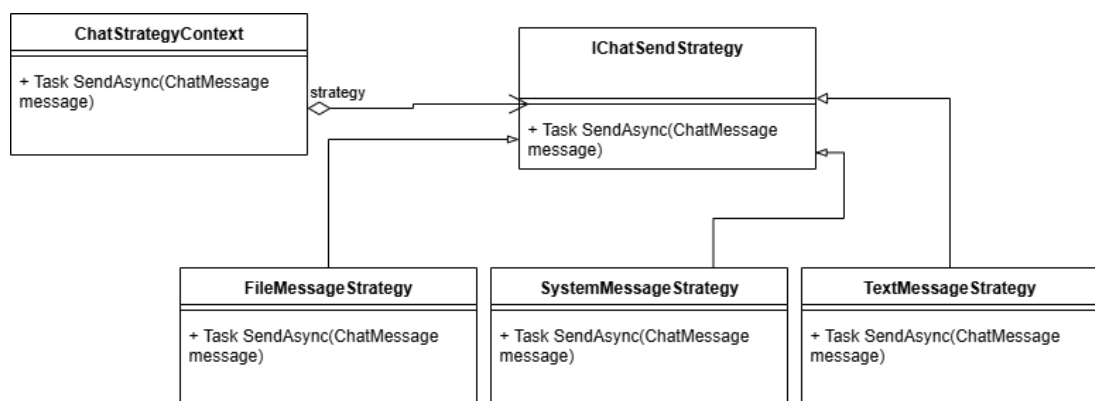 ChatStrategyContext
+ Task SendAsync(ChatMessage
message)
strategy
IChatSendStrategy
+ Task SendAsync(ChatMessage
message)
FileMessageStrategy
+ Task SendAsync(ChatMessage
message)
SystemMessageStrategy
+ Task SendAsync(ChatMessage
message)
TextMessageStrategy
+ Task SendAsync(ChatMessage
message)